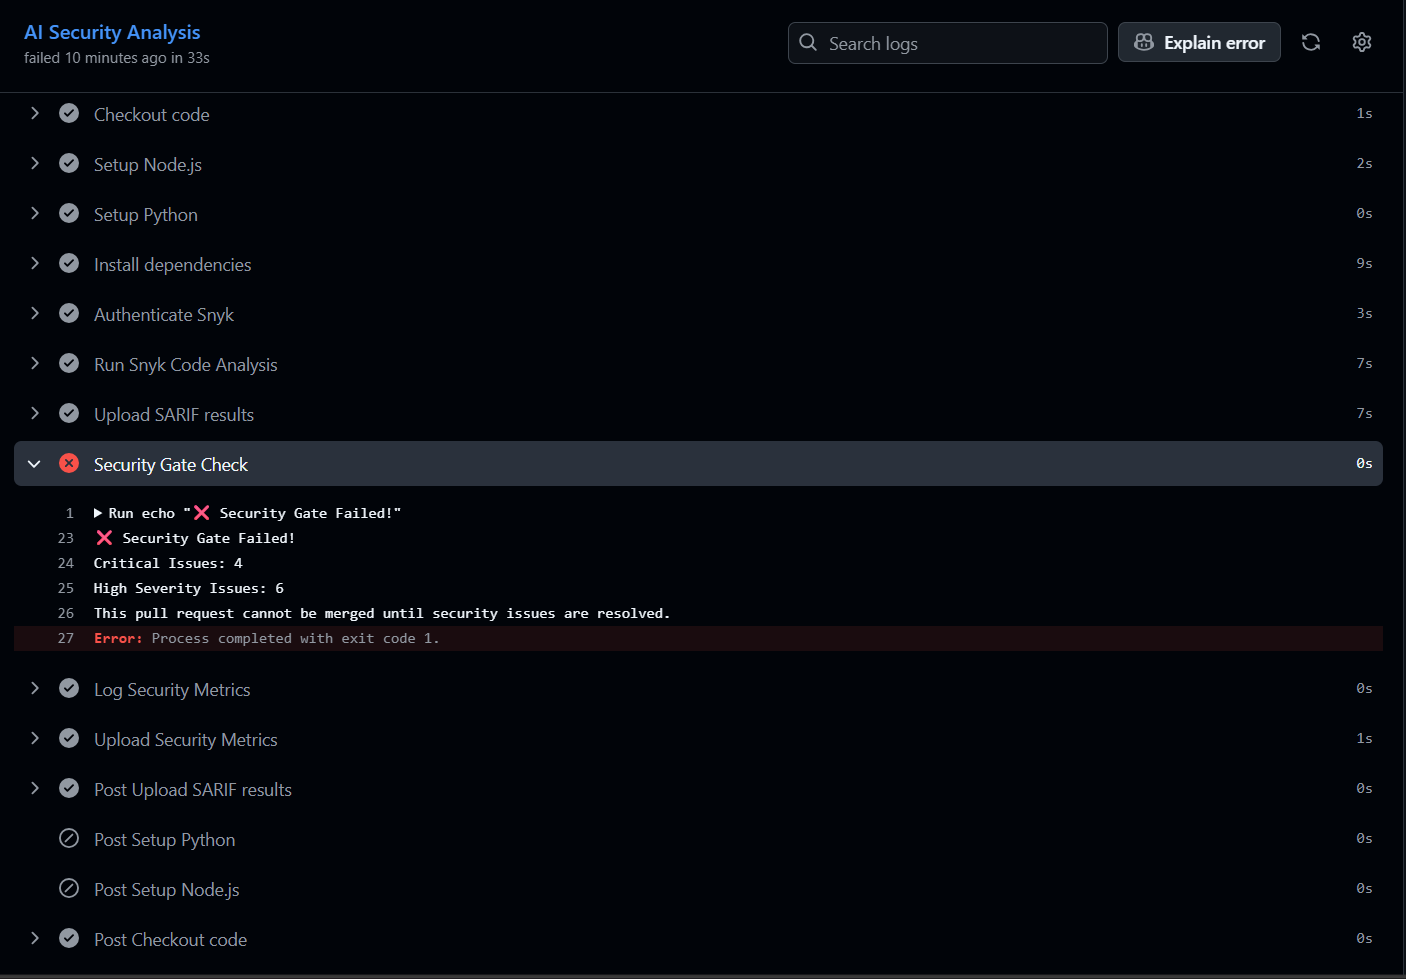 AI Security Analysis
failed 10 minutes ago in 33s
Search logs
Explain error
Checkout code 1s
Setup Node.js 2s
Setup Python 0s
Install dependencies 9s
Authenticate Snyk 3s
Run Snyk Code Analysis 7s
Upload SARIF results 7s
Security Gate Check 0s
1 ▶ Run echo "❌ Security Gate Failed!"
23 ❌ Security Gate Failed!
24 Critical Issues: 4
25 High Severity Issues: 6
26 This pull request cannot be merged until security issues are resolved.
27 Error: Process completed with exit code 1.
Log Security Metrics 0s
Upload Security Metrics 1s
Post Upload SARIF results 0s
Post Setup Python 0s
Post Setup Node.js 0s
Post Checkout code 0s